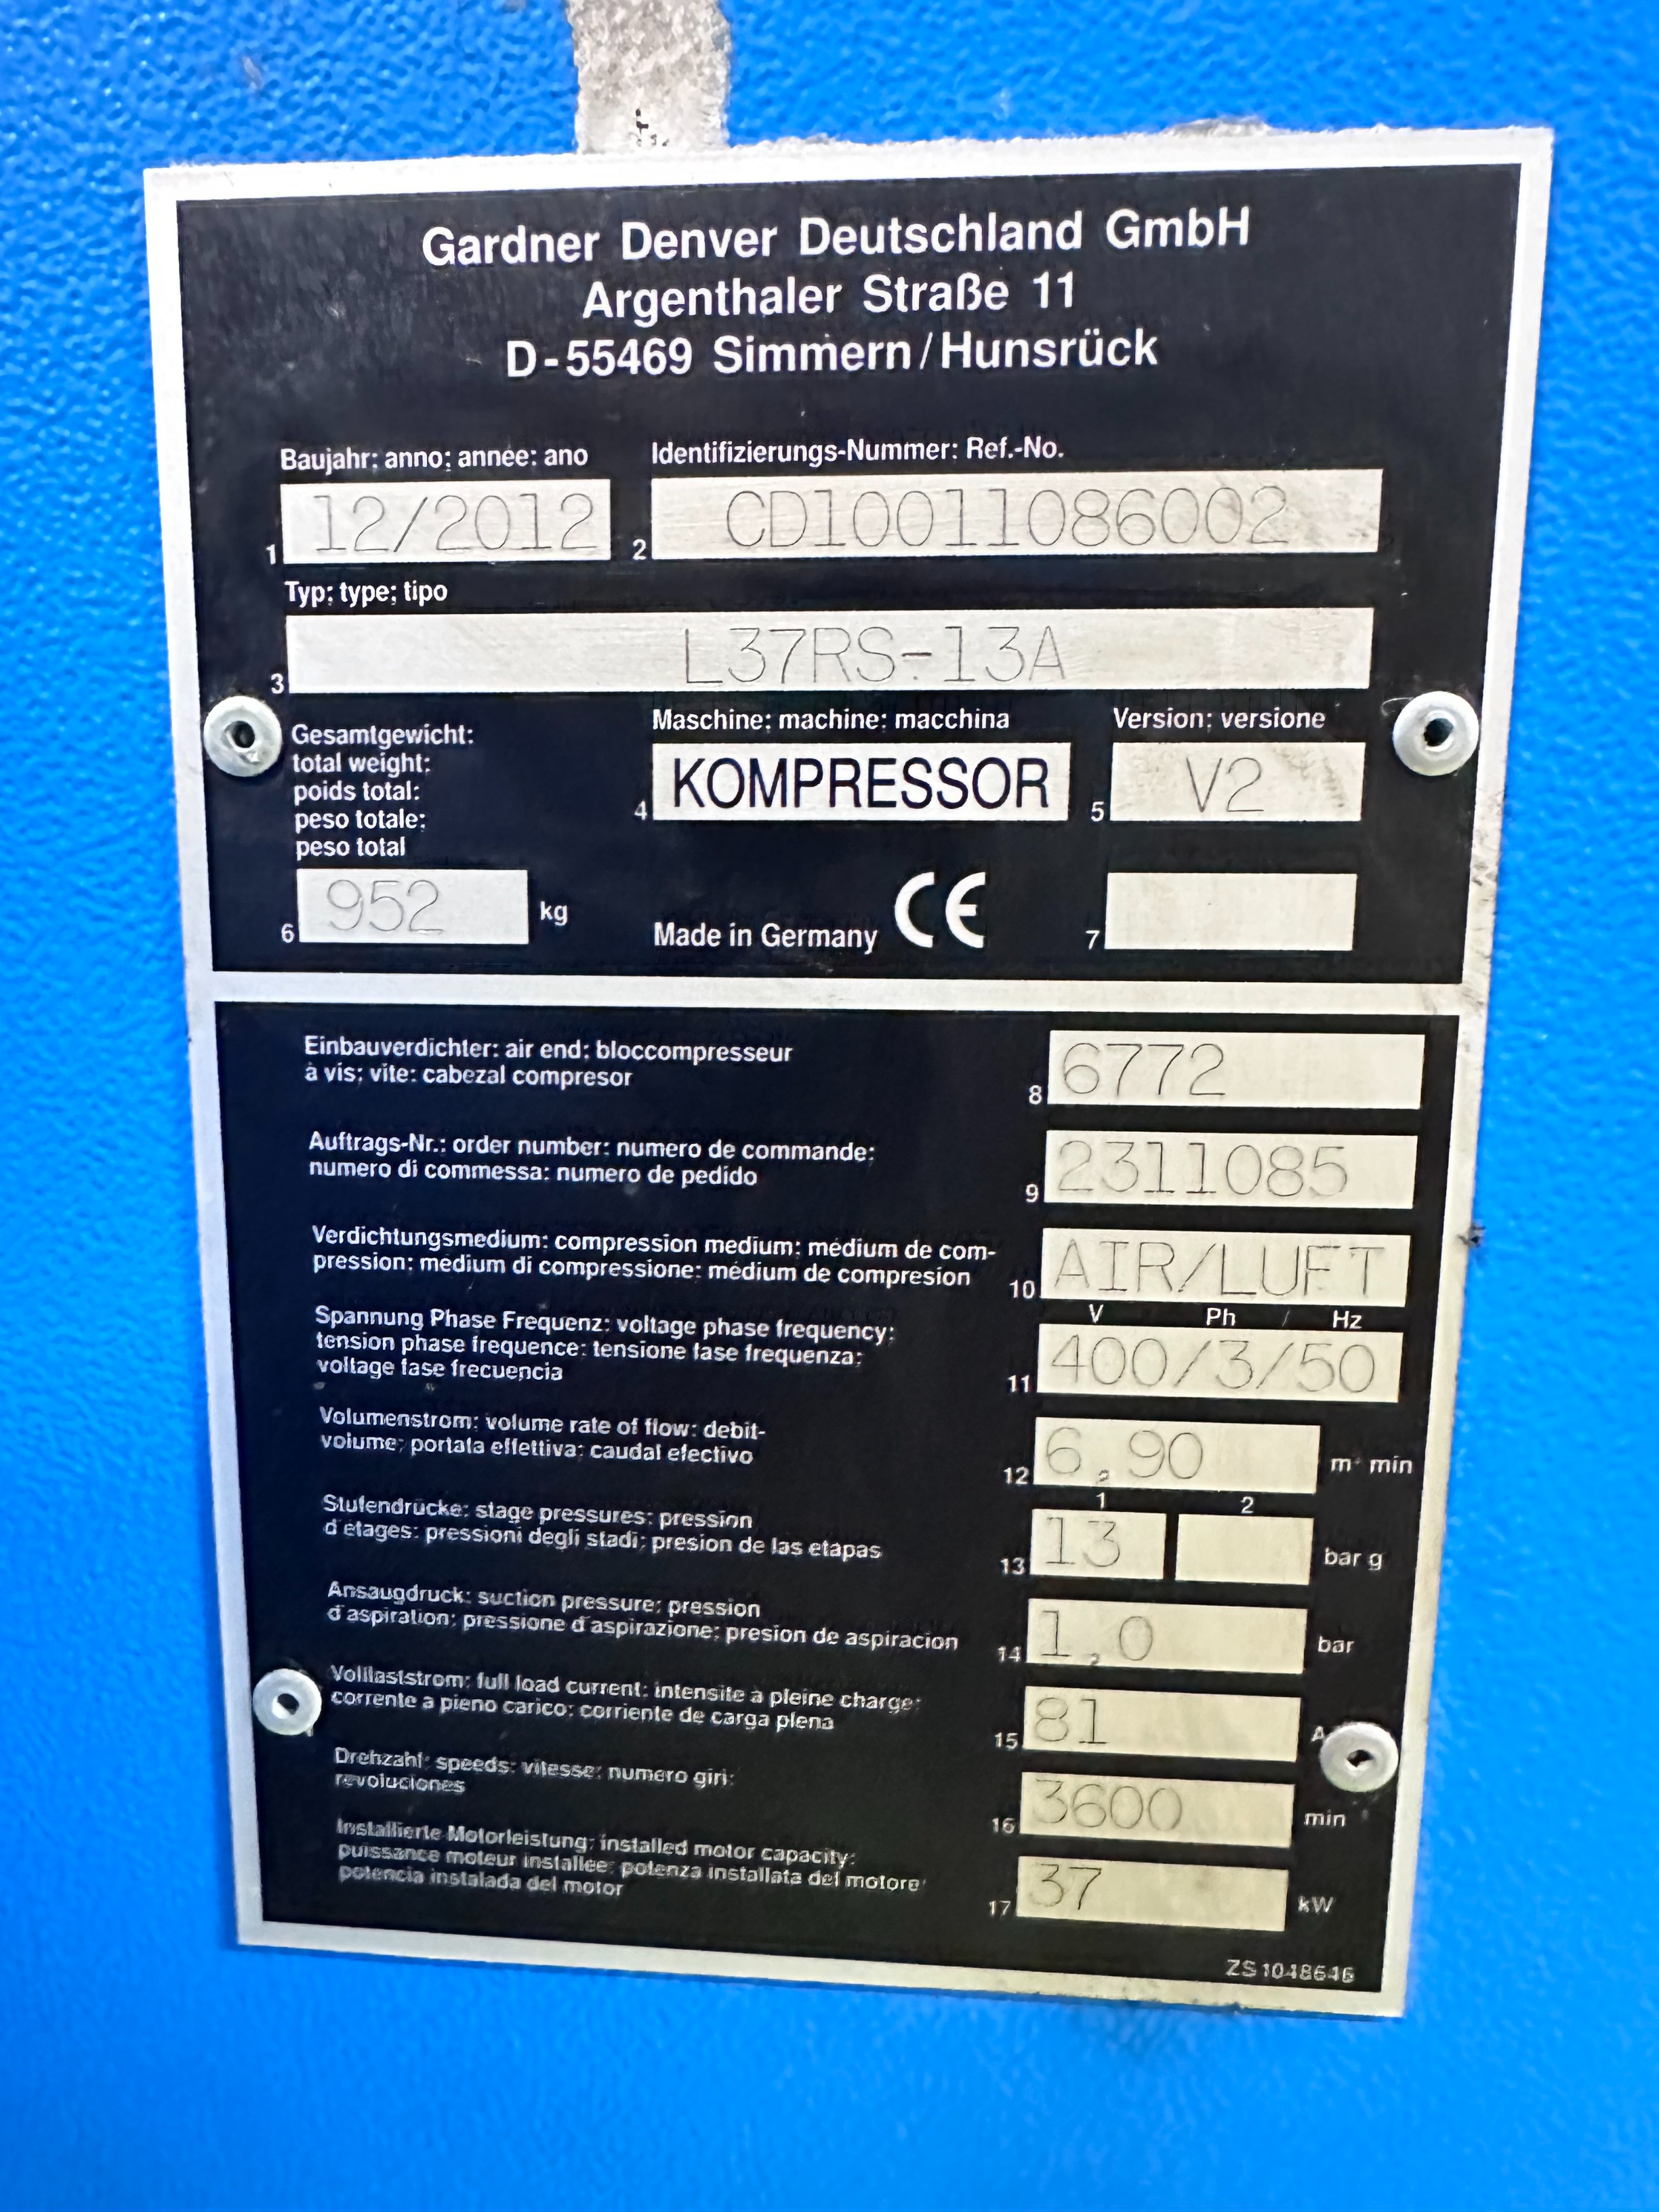 Gardner Denver Deutschland GmbH
Argenthaler Straße 11
D-55469 Simmern/Hunsrück
Baujahr: anno: année: ano
Identifizierungs-Nummer: Ref.-No.
1 12/2012
2 CD10011086002
Typ: type: tipo
3 L37RS-13A
Gesamtgewicht:
total weight:
poids total:
peso totale:
peso total
Maschine: machine: macchina
4 KOMPRESSOR
Version: versione
5 V2
6 952 kg
Made in Germany CE
7
Einbauverdichter: air end: bloccompresseur
à vis: vite: cabezal compresor
8 6772
Auftrags-Nr.: order number: numero de commande:
numero di commessa: numero de pedido
9 2311085
Verdichtungsmedium: compression medium: médium de com-
pression: médium di compressione: médium de compresion
10 AIR/LUFT
V Ph / Hz
Spannung Phase Frequenz: voltage phase frequency:
tension phase frequence: tensione fase frequenza:
voltage fase frecuencia
11 400/3/50
Volumenstrom: volume rate of flow: debit-
volume: portata effettiva: caudal efectivo
12 6,90 m³ min
1 2
Stufendrücke: stage pressures: pression
d'etages: pressioni degli stadi: presion de las etapas
13 13 bar g
Ansaugdruck: suction pressure: pression
d'aspiration: pressione d'aspirazione: presion de aspiracion
14 1,0 bar
Volllaststrom: full load current: intensite a pleine charge:
corrente a pieno carico: corriente de carga plena
15 81 A
Drehzahl: speeds: vitesse: numero giri:
revoluciones
16 3600 min
Installierte Motorleistung: installed motor capacity:
puissance moteur installee: potenza installata del motore:
potencia instalada del motor
17 37 kW
ZS1048646